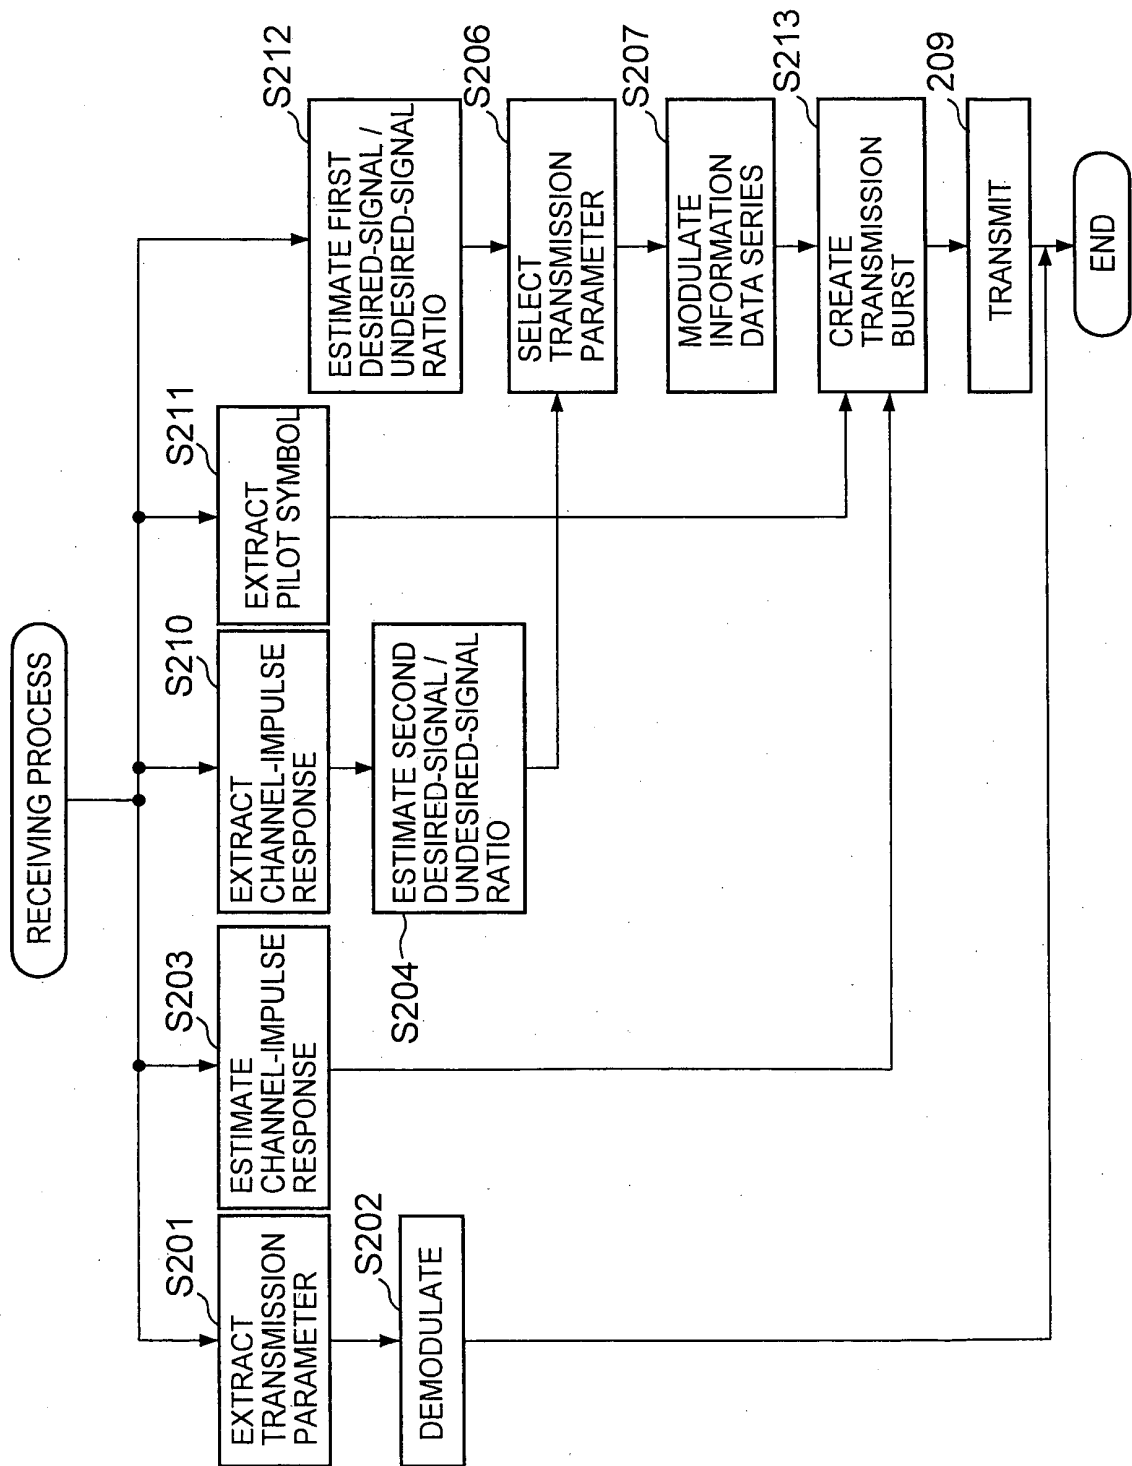 RECEIVING PROCESS
S201
EXTRACT
TRANSMISSION
PARAMETER
S202
DEMODULATE
S203
ESTIMATE
CHANNEL-IMPULSE
RESPONSE
S210
EXTRACT
CHANNEL-IMPULSE
RESPONSE
S204
ESTIMATE SECOND
DESIRED-SIGNAL /
UNDESIRED-SIGNAL
RATIO
S211
EXTRACT
PILOT SYMBOL
S212
ESTIMATE FIRST
DESIRED-SIGNAL /
UNDESIRED-SIGNAL
RATIO
S206
SELECT
TRANSMISSION
PARAMETER
S207
MODULATE
INFORMATION
DATA SERIES
S213
CREATE
TRANSMISSION
BURST
209
TRANSMIT
END